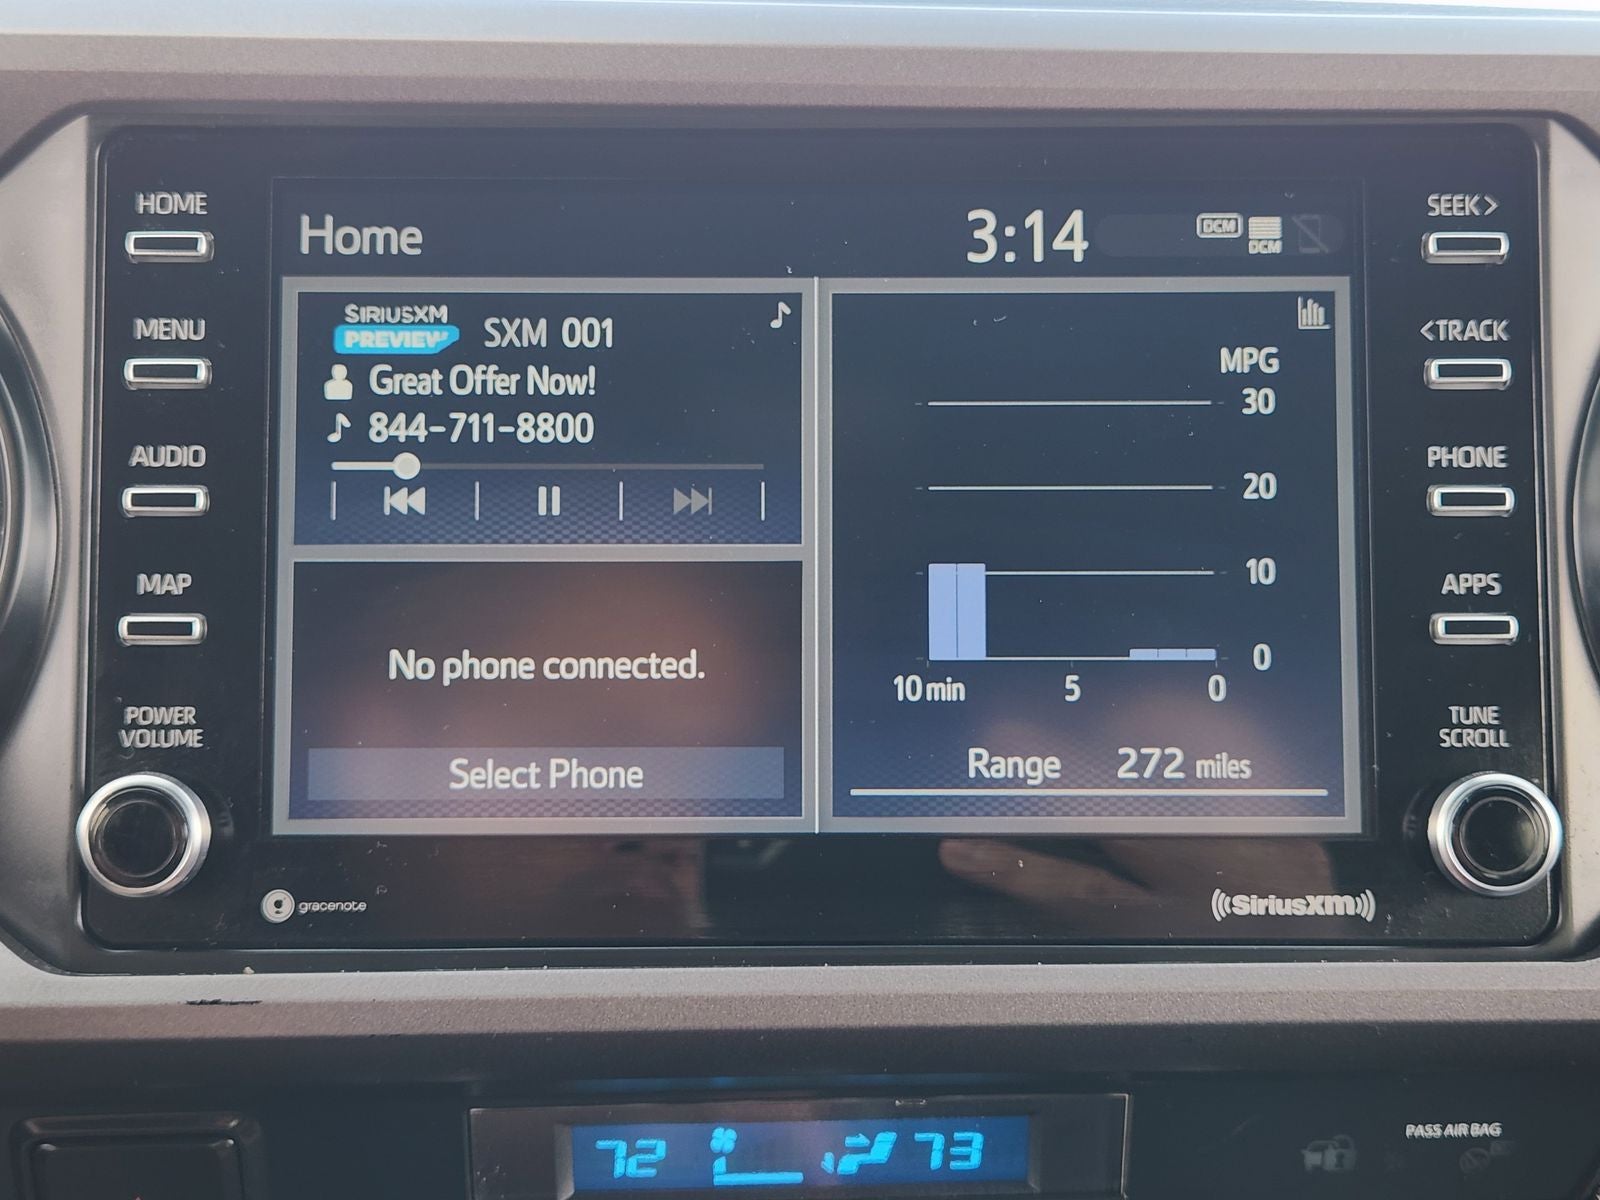 HOME
MENU
AUDIO
MAP
POWER
VOLUME
Home
3:14
DCM
DCM
SIRIUSXM
PREVIEW
SXM 001
Great Offer Now!
844-711-8800
No phone connected.
Select Phone
MPG
30
20
10
0
10 min
5
0
Range 272 miles
SEEK>
<TRACK
PHONE
APPS
TUNE
SCROLL
gracenote
((SiriusXM))
72
73
PASS AIR BAG